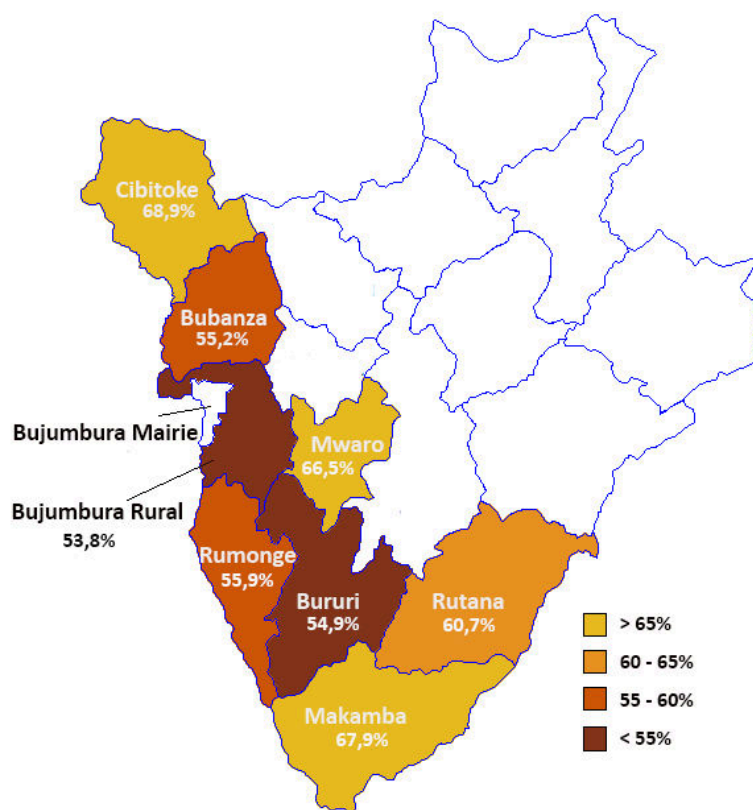 Cibitoke
68,9%
Bubanza
55,2%
Bujumbura Mairie
Mwaro
66,5%
Bujumbura Rural
53,8%
Rumonge
55,9%
Bururi
54,9%
Rutana
60,7%
Makamba
67,9%
> 65%
60 - 65%
55 - 60%
< 55%